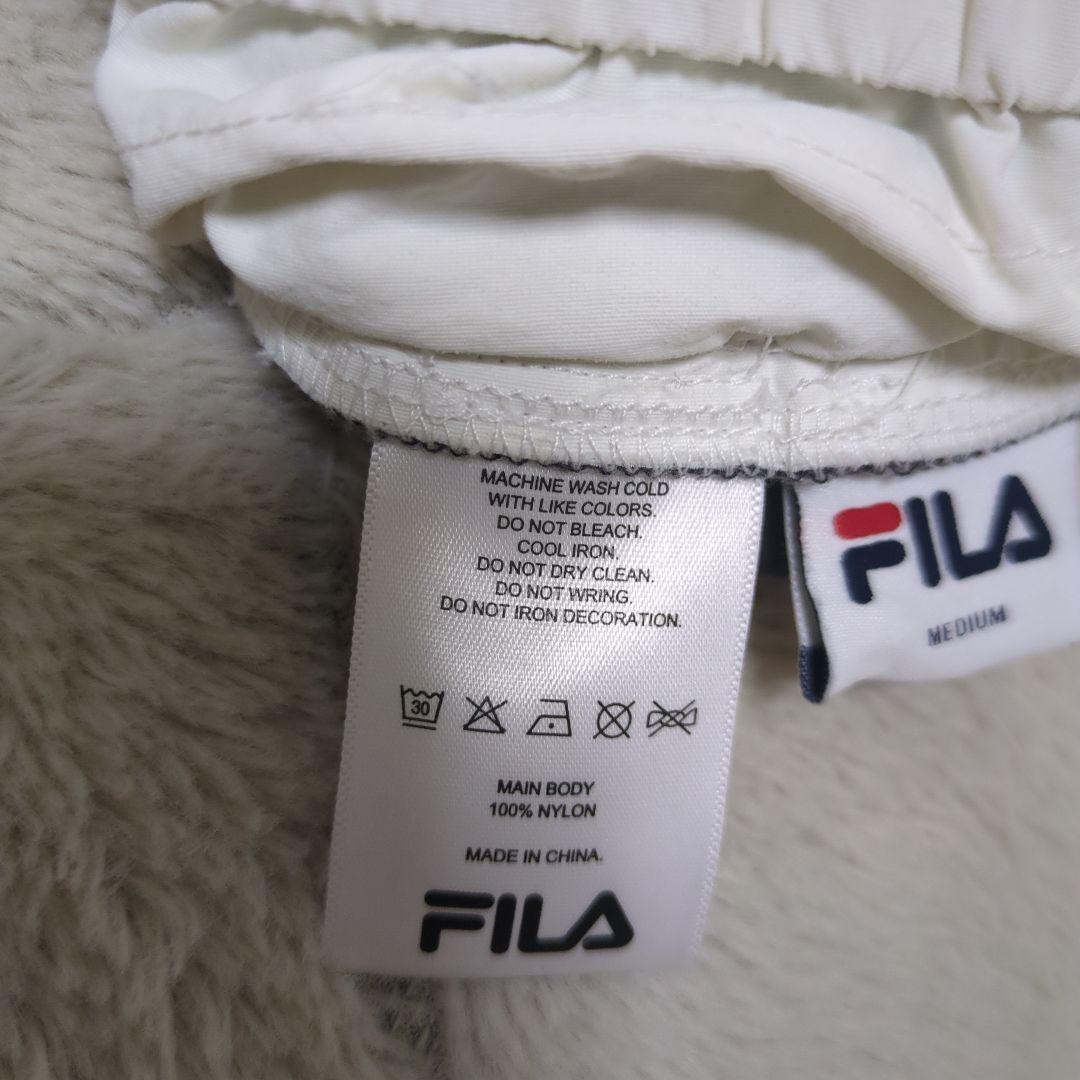 MACHINE WASH COLD
WITH LIKE COLORS.
DO NOT BLEACH.
COOL IRON.
DO NOT DRY CLEAN.
DO NOT WRING.
DO NOT IRON DECORATION.
30
MAIN BODY
100% NYLON
MADE IN CHINA.
FILA
FILA
MEDIUM